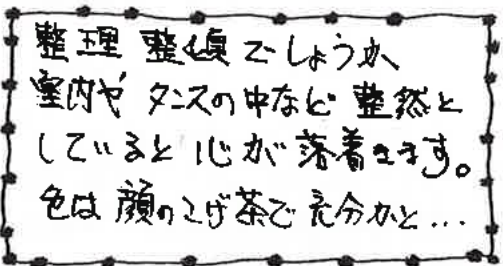 整理整頓でしょうか、
室内や タンスの中など 整然と
していると 心が 落着きます。
色は 顔のこげ茶で 充分かと...